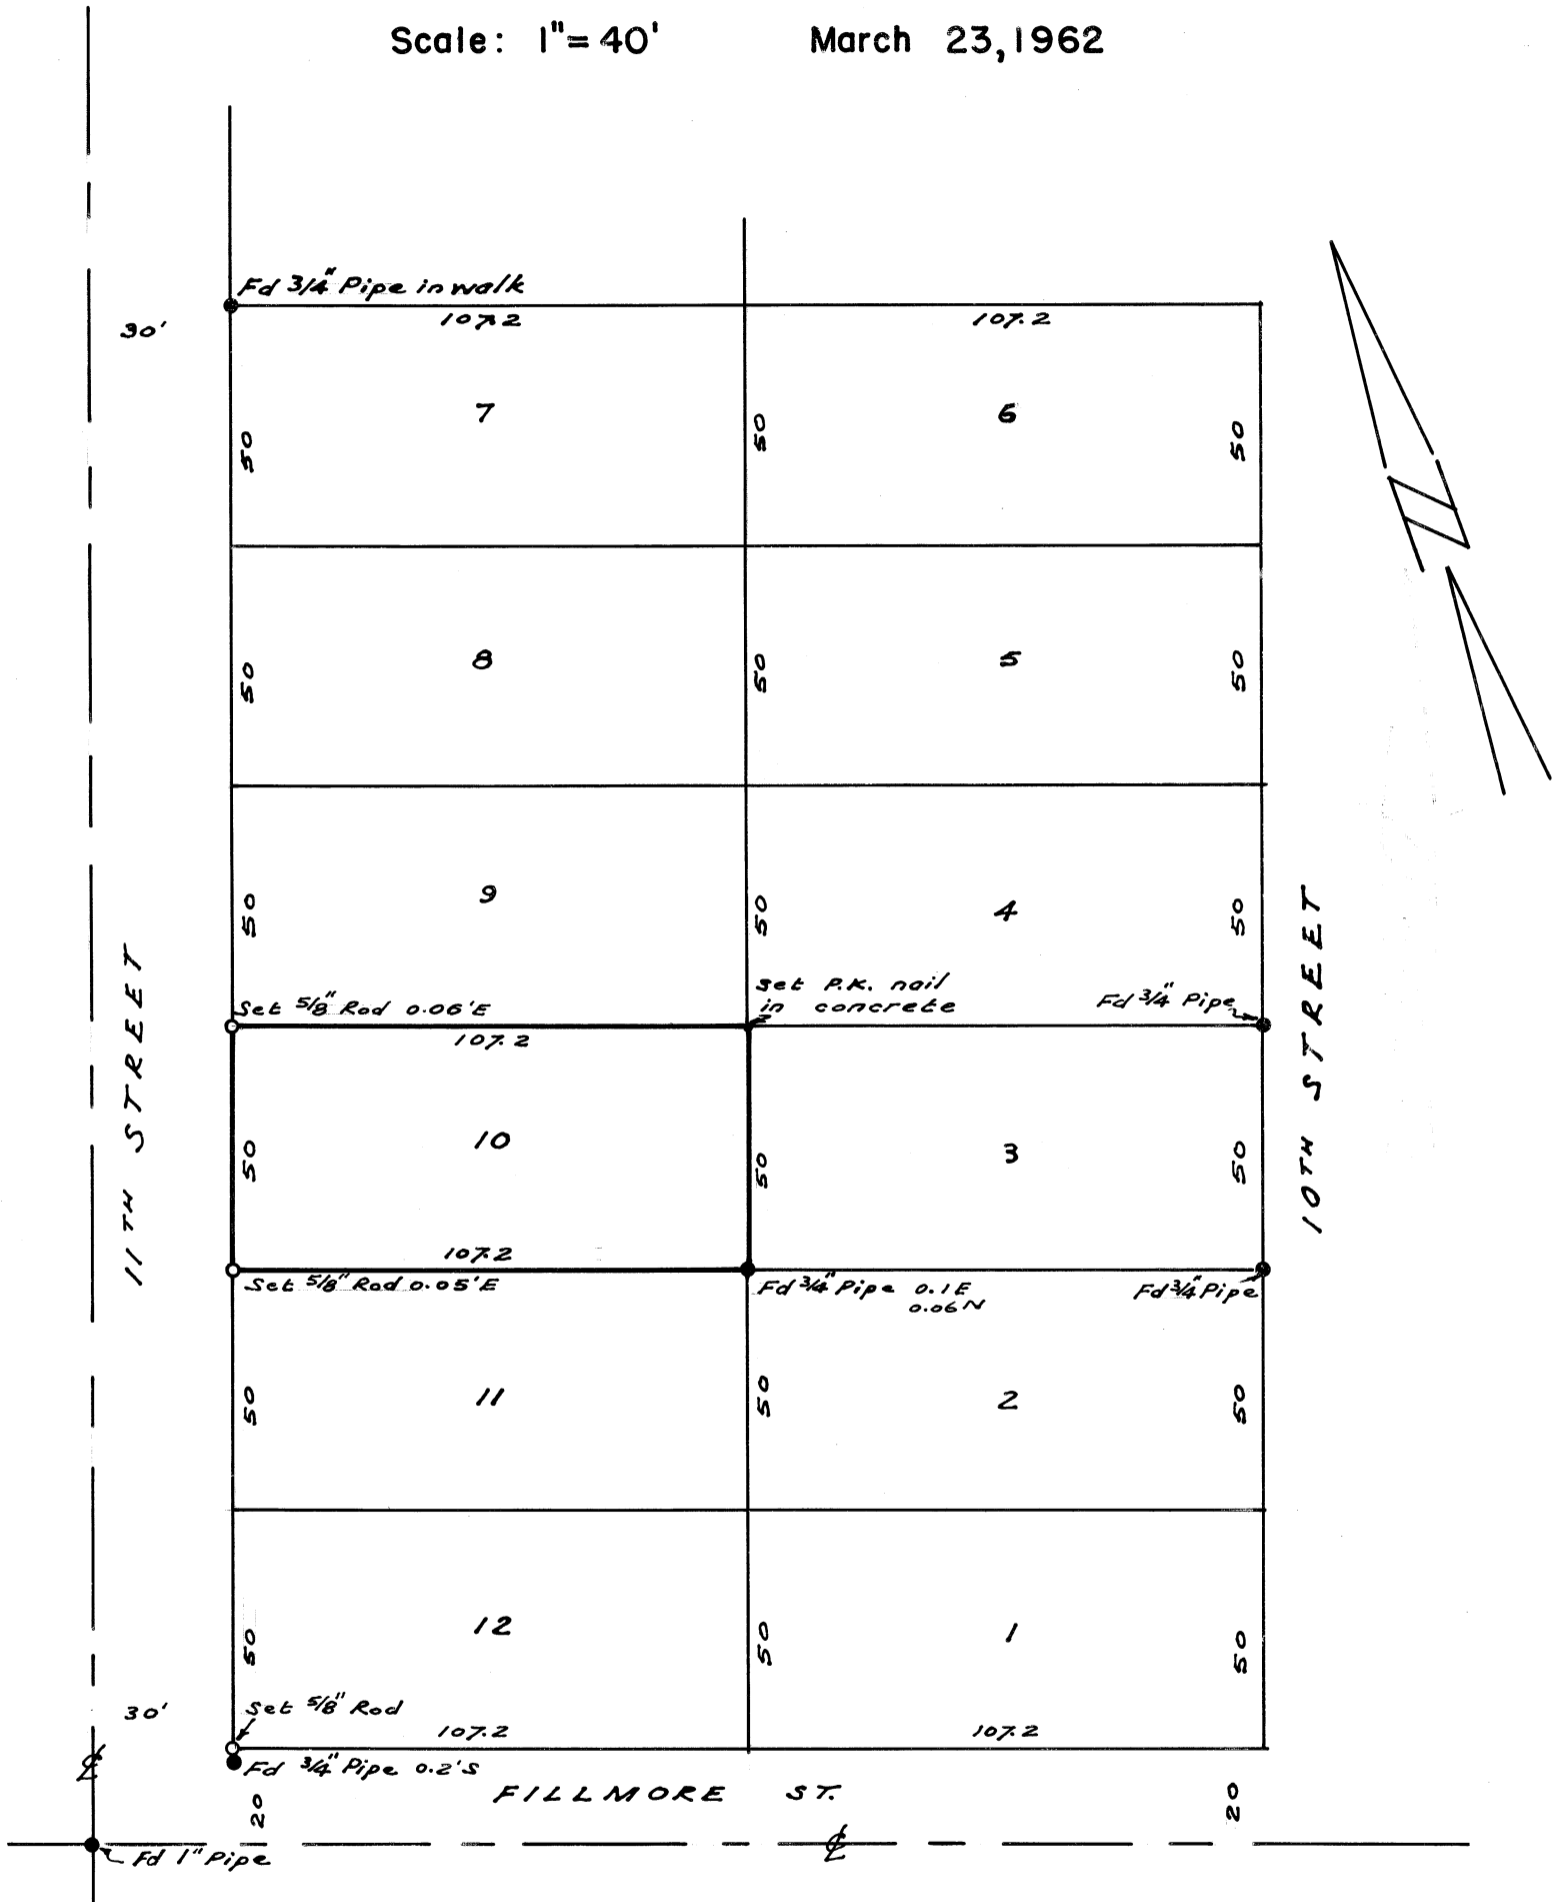 Scale: 1"=40' March 23,1962
Fd 3/4" Pipe in walk
30'
107.2 107.2
7 6
50 50 50
8 5
50 50 50
9 4
50 50 50
11TH STREET
10TH STREET
Set 5/8" Rod 0.06'E
Set P.K. nail
in concrete
Fd 3/4" Pipe
107.2
10 3
50 50 50
107.2
Set 5/8" Rod 0.05'E
Fd 3/4" Pipe 0.1E
0.06N
Fd 3/4" Pipe
11 2
50 50 50
12 1
50 50 50
30'
Set 5/8" Rod
107.2 107.2
℄
Fd 3/4" Pipe 0.2'S
FILLMORE ST.
20 20
℄
Fd 1" Pipe
N